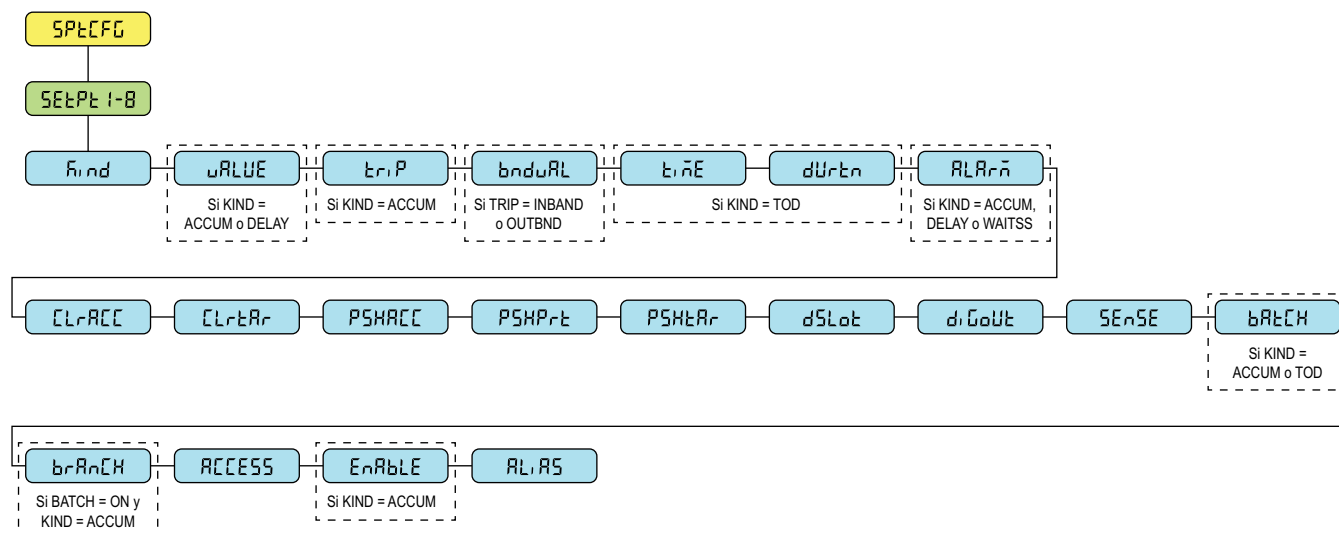 SPtCFG
SEtPt 1-8
Kind
vALUE
triP
bndvAL
timE
dUrtn
ALArm
Si KIND =
ACCUM o DELAY
Si KIND = ACCUM
Si TRIP = INBAND
o OUTBND
Si KIND = TOD
Si KIND = ACCUM,
DELAY o WAITSS
CLrACC
CLrtAr
PSHACC
PSHPrt
PSHtAr
dSLot
diGoUt
SEnSE
bAtCH
Si KIND =
ACCUM o TOD
brAnCH
ACCESS
EnAbLE
ALiAS
Si BATCH = ON y
KIND = ACCUM
Si KIND = ACCUM